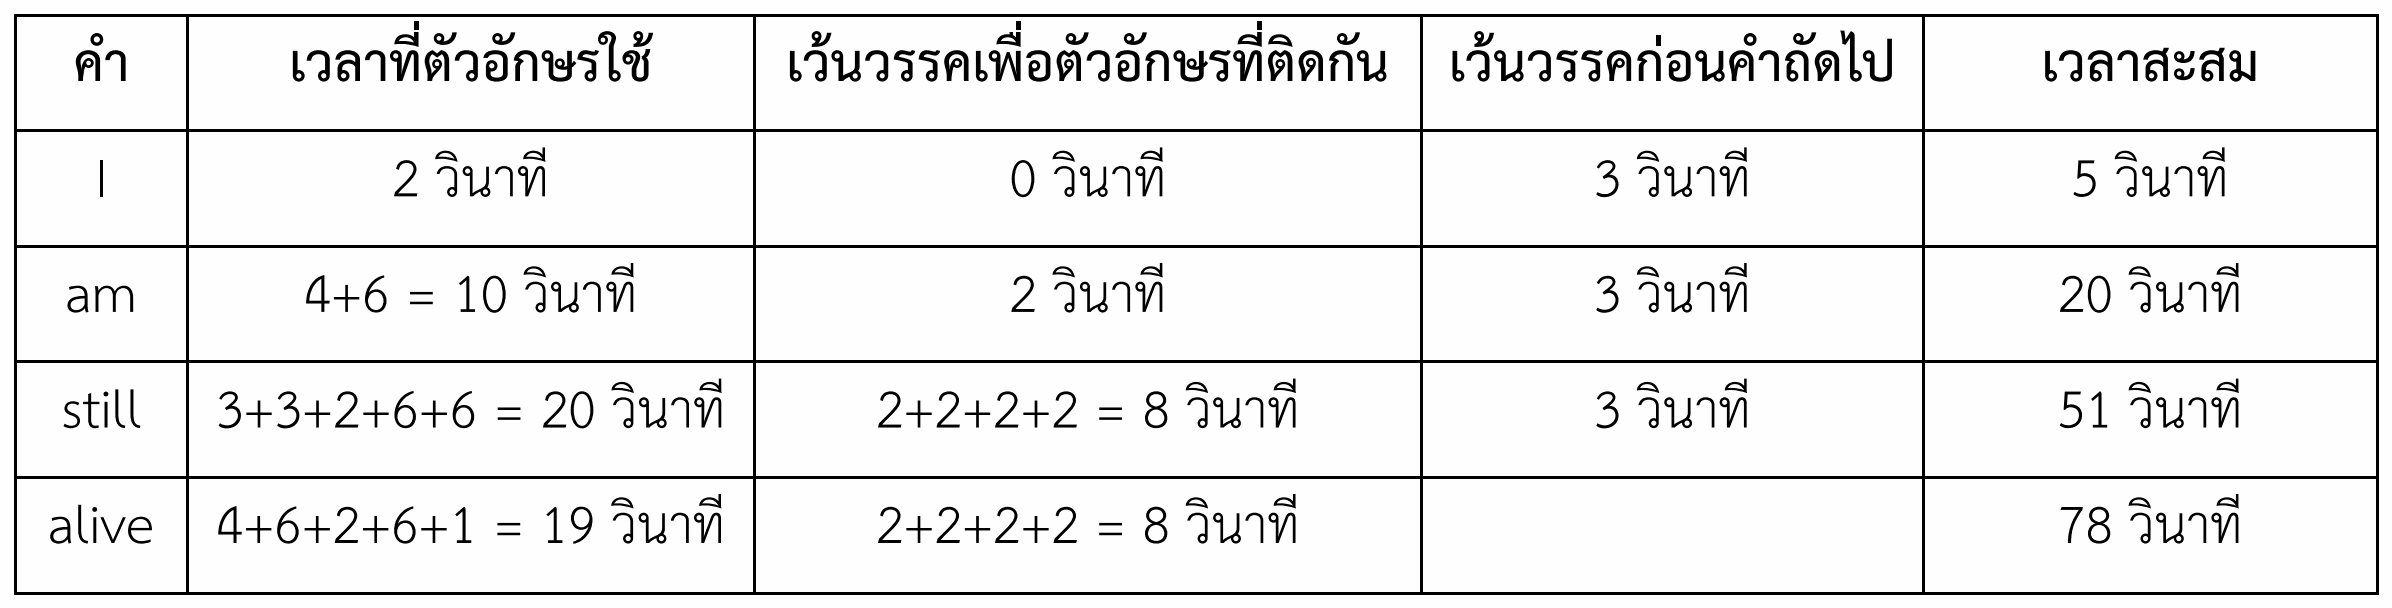 คำ เวลาที่ตัวอักษรใช้ เว้นวรรคเพื่อตัวอักษรที่ติดกัน เว้นวรรคก่อนคำถัดไป เวลาสะสม
I 2 วินาที 0 วินาที 3 วินาที 5 วินาที
am 4+6 = 10 วินาที 2 วินาที 3 วินาที 20 วินาที
still 3+3+2+6+6 = 20 วินาที 2+2+2+2 = 8 วินาที 3 วินาที 51 วินาที
alive 4+6+2+6+1 = 19 วินาที 2+2+2+2 = 8 วินาที 78 วินาที